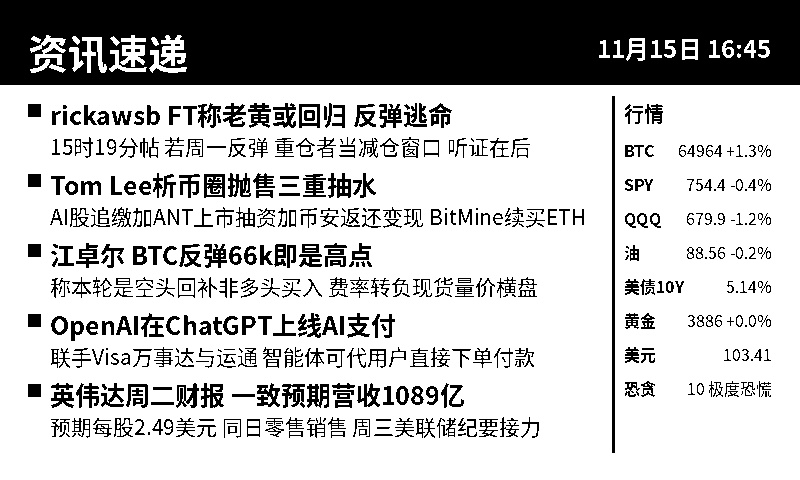 资讯速递
11月15日 16:45
rickawsb FT称老黄或回归 反弹逃命
15时19分帖 若周一反弹 重仓者当减仓窗口 听证在后
Tom Lee析币圈抛售三重抽水
AI股追缴加ANT上市抽资加币安返还变现 BitMine续买ETH
江卓尔 BTC反弹66k即是高点
称本轮是空头回补非多头买入 费率转负现货量价横盘
OpenAI在ChatGPT上线AI支付
联手Visa万事达与运通 智能体可代用户直接下单付款
英伟达周二财报 一致预期营收1089亿
预期每股2.49美元 同日零售销售 周三美联储纪要接力
行情
BTC 64964 +1.3%
SPY 754.4 -0.4%
QQQ 679.9 -1.2%
油 88.56 -0.2%
美债10Y 5.14%
黄金 3886 +0.0%
美元 103.41
恐贪 10 极度恐慌